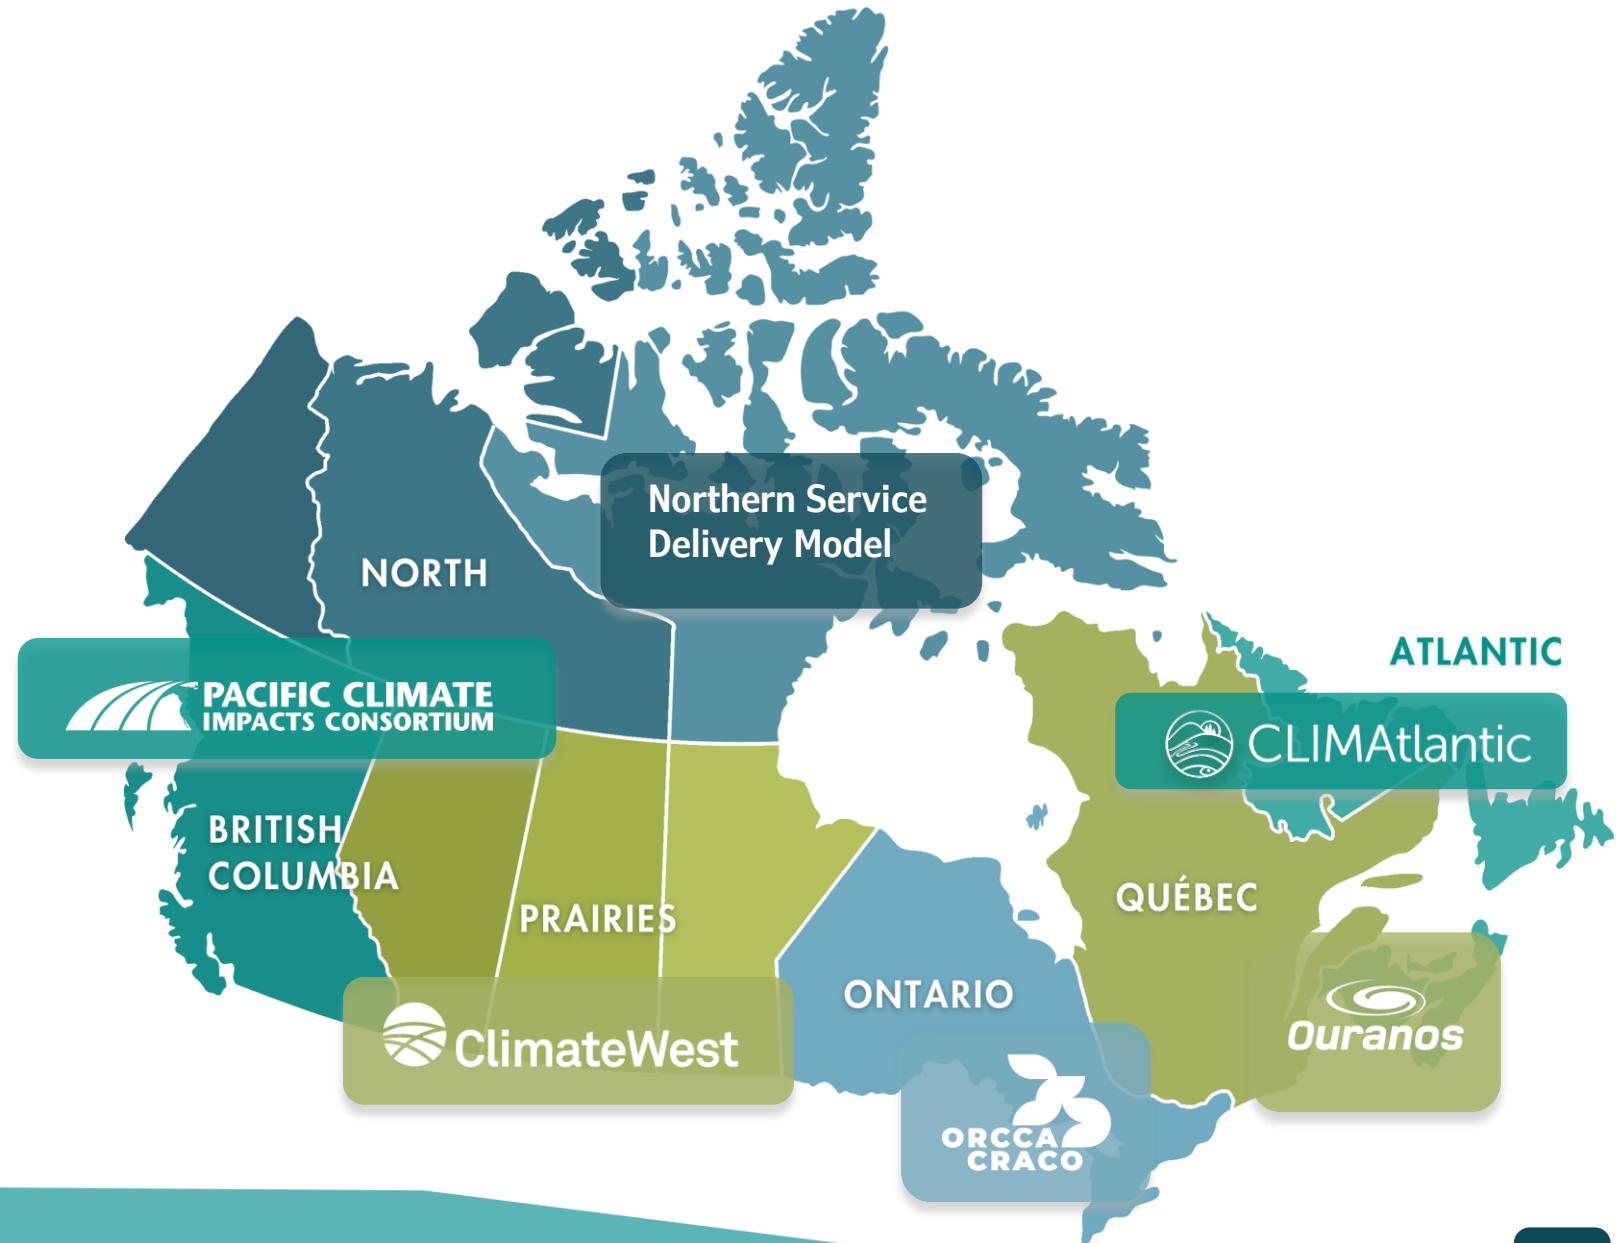 Northern Service
Delivery Model
NORTH
ATLANTIC
PACIFIC CLIMATE
IMPACTS CONSORTIUM
CLIMAtlantic
BRITISH
COLUMBIA
PRAIRIES
QUÉBEC
ONTARIO
ClimateWest
Ouranos
ORCCA
CRACO